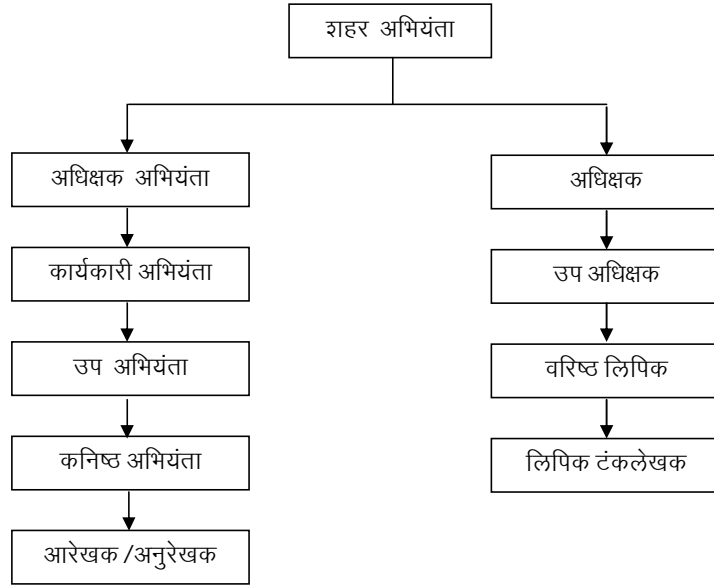 शहर अभियंता
अधिक्षक अभियंता
कार्यकारी अभियंता
उप अभियंता
कनिष्ठ अभियंता
आरेखक /अनुरेखक
अधिक्षक
उप अधिक्षक
वरिष्ठ लिपिक
लिपिक टंकलेखक